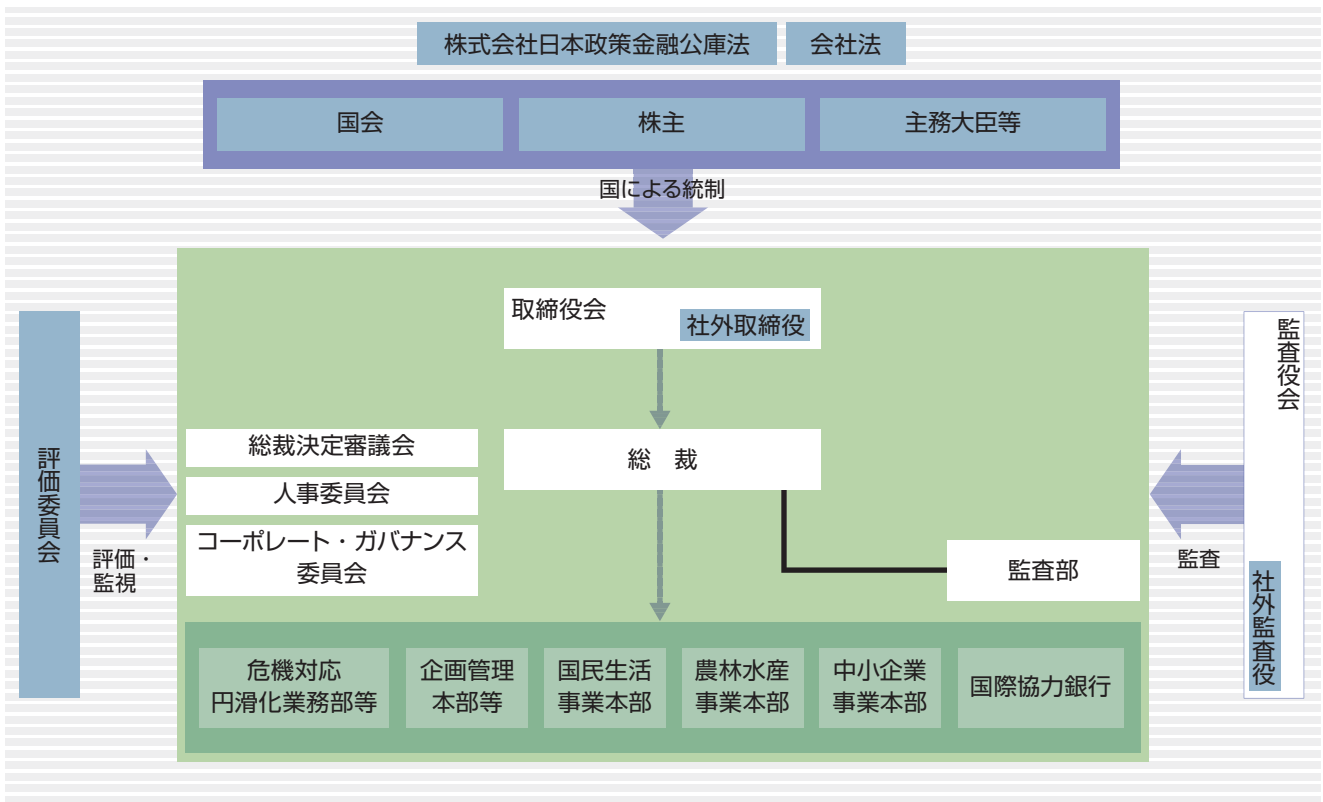 株式会社日本政策金融公庫法
会社法
国会
株主
主務大臣等
国による統制
取締役会
社外取締役
総裁決定審議会
人事委員会
コーポレート・ガバナンス
委員会
総　裁
監査部
評価委員会
評価・
監視
監査役会
社外監査役
監査
危機対応
円滑化業務部等
企画管理
本部等
国民生活
事業本部
農林水産
事業本部
中小企業
事業本部
国際協力銀行